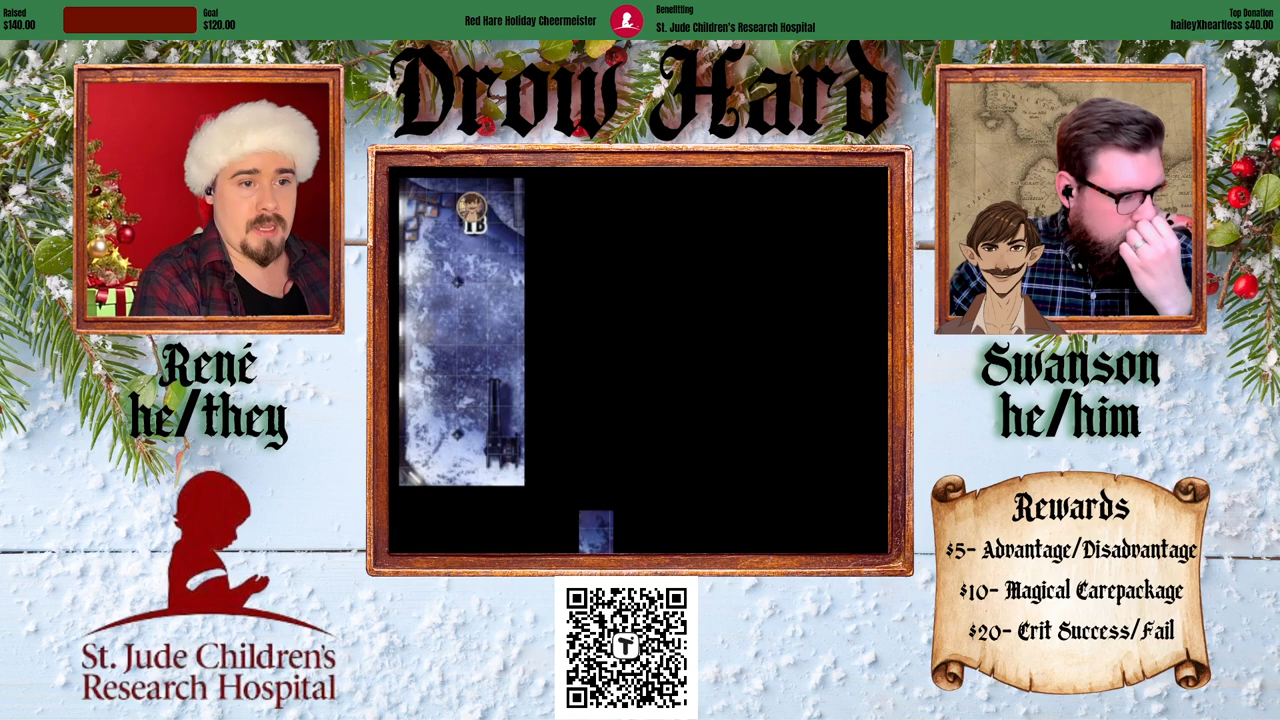 Raised
$140.00
Goal
$120.00
Red Hare Holiday Cheermeister
Benefitting
St. Jude Children's Research Hospital
Top Donation
haileyXheartless $40.00
Drow Hard
René
he/they
Swanson
he/him
St. Jude Children's
Research Hospital
Rewards
$5- Advantage/Disadvantage
$10- Magical Carepackage
$20- Crit Success/Fail